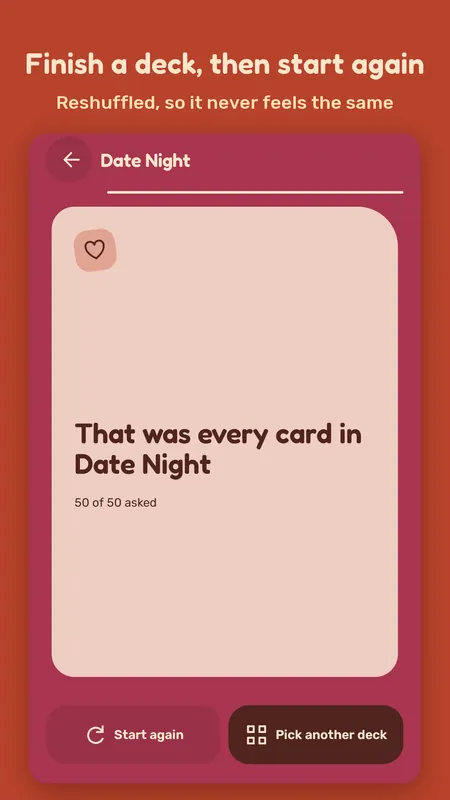 Finish a deck, then start again
Reshuffled, so it never feels the same
Date Night
That was every card in
Date Night
50 of 50 asked
Start again
Pick another deck